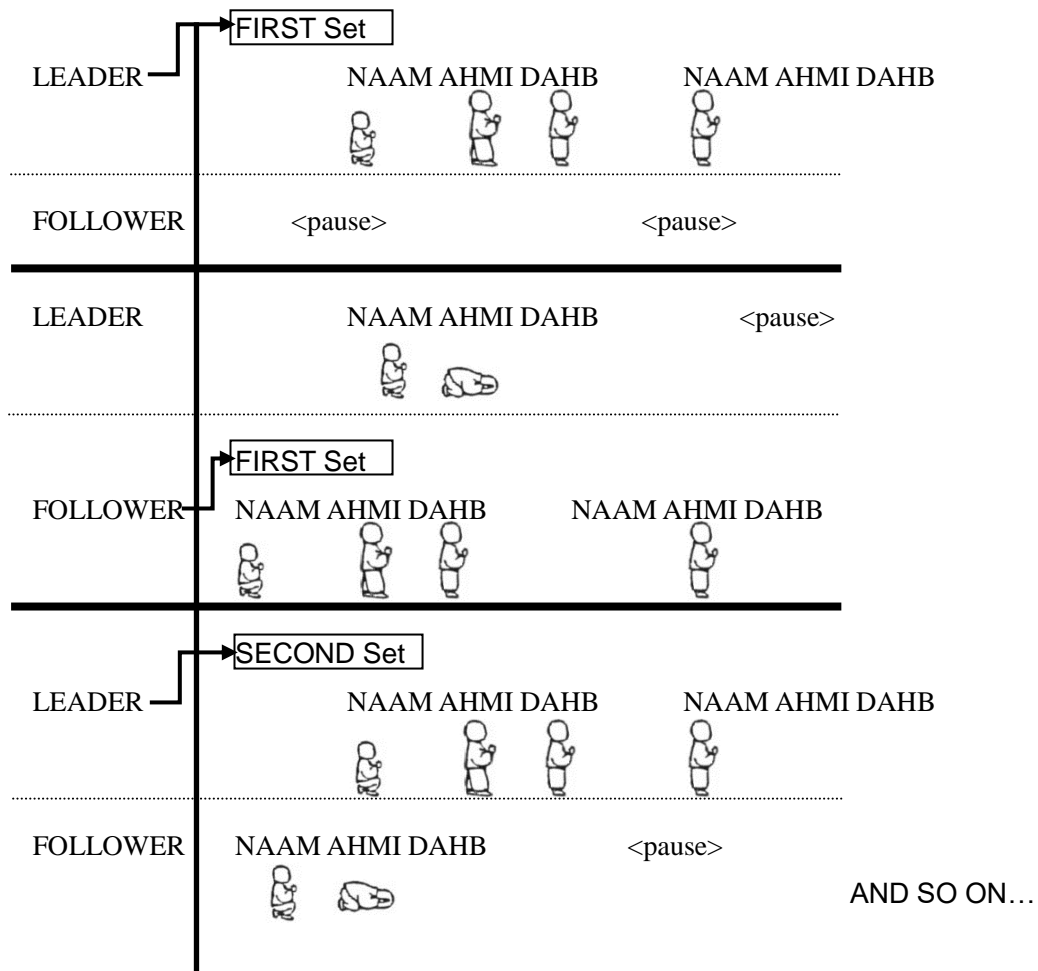 FIRST Set
LEADER NAAM AHMI DAHB NAAM AHMI DAHB
FOLLOWER <pause> <pause>
LEADER NAAM AHMI DAHB <pause>
FIRST Set
FOLLOWER NAAM AHMI DAHB NAAM AHMI DAHB
SECOND Set
LEADER NAAM AHMI DAHB NAAM AHMI DAHB
FOLLOWER NAAM AHMI DAHB <pause>
AND SO ON…